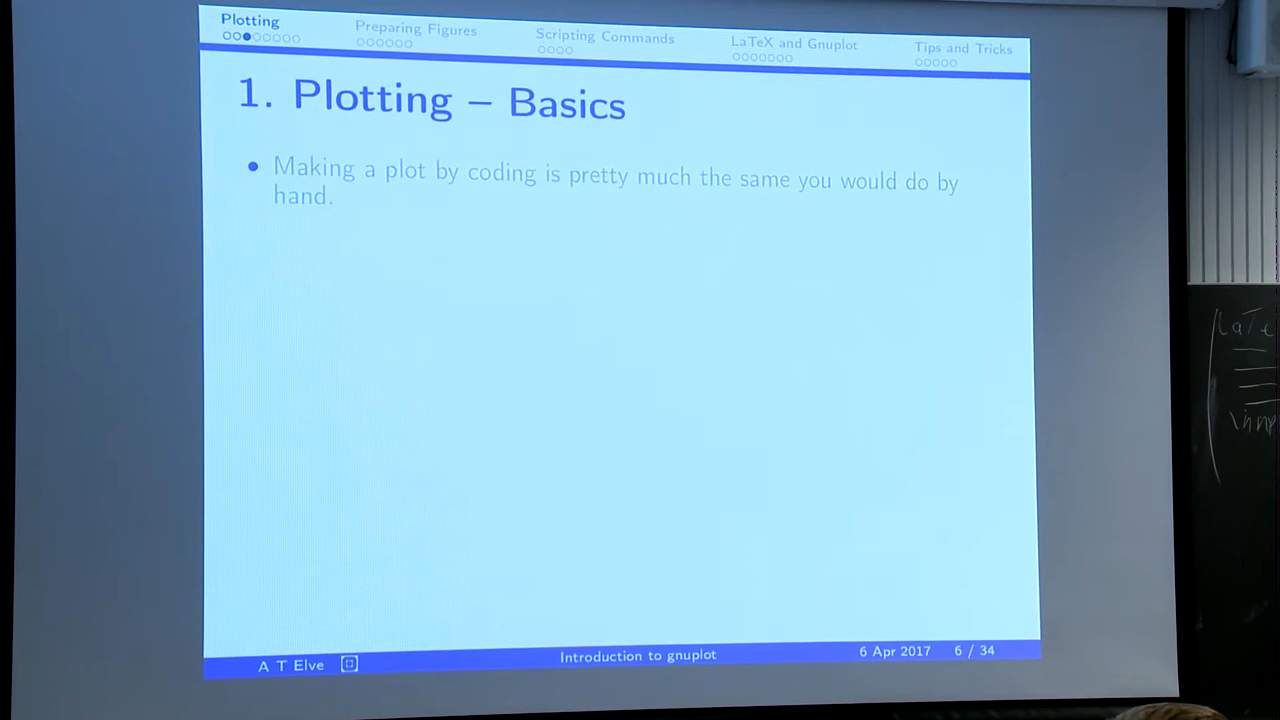 Plotting
Preparing Figures
Scripting Commands
LaTeX and Gnuplot
Tips and Tricks
1. Plotting – Basics
• Making a plot by coding is pretty much the same you would do by
hand.
A T Elve
Introduction to gnuplot
6 Apr 2017
6 / 34
LaTe